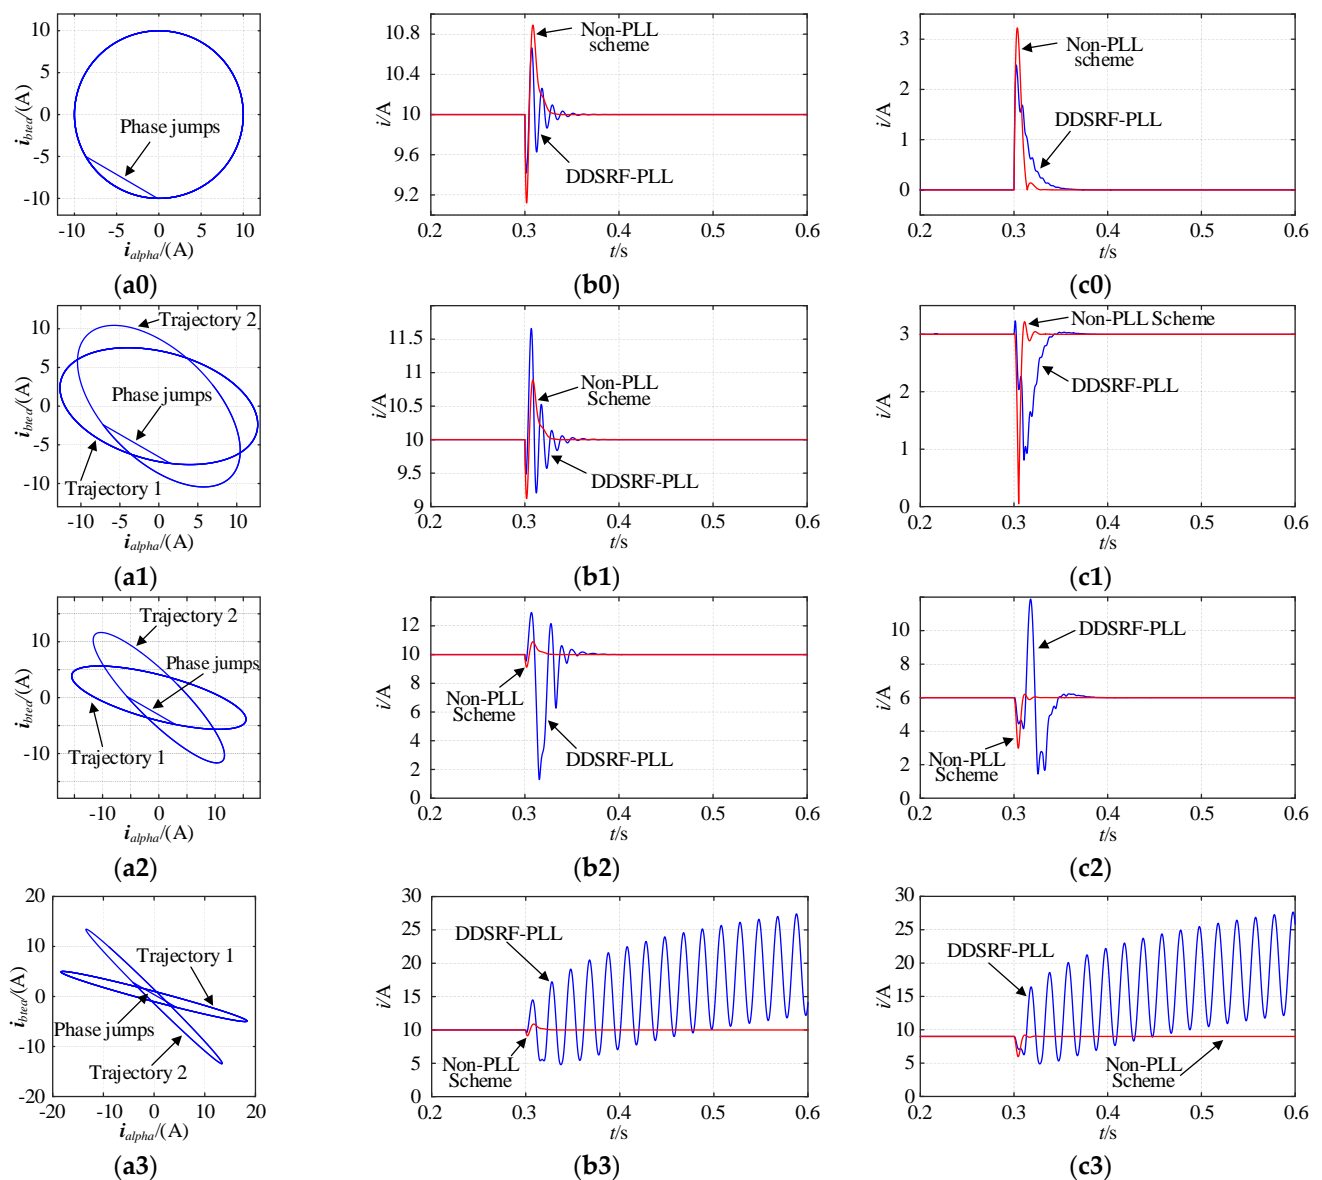 10
5
0
-5
-10
-10 -5 0 5 10
i_btea/(A)
i_alpha/(A)
Phase jumps
(a0)
10.8
10.4
10
9.6
9.2
0.2 0.3 0.4 0.5 0.6
i/A
t/s
Non-PLL
scheme
DDSRF-PLL
(b0)
3
2
1
0
0.2 0.3 0.4 0.5 0.6
i/A
t/s
Non-PLL
scheme
DDSRF-PLL
(c0)
10
5
0
-5
-10
-10 -5 0 5 10
i_btea/(A)
i_alpha/(A)
Trajectory 2
Phase jumps
Trajectory 1
(a1)
11.5
11
10.5
10
9.5
9
0.2 0.3 0.4 0.5 0.6
i/A
t/s
Non-PLL
Scheme
DDSRF-PLL
(b1)
3
2
1
0
0.2 0.3 0.4 0.5 0.6
i/A
t/s
Non-PLL Scheme
DDSRF-PLL
(c1)
10
0
-10
-10 0 10
i_btea/(A)
i_alpha/(A)
Trajectory 2
Phase jumps
Trajectory 1
(a2)
12
10
8
6
4
2
0
0.2 0.3 0.4 0.5 0.6
i/A
t/s
Non-PLL
Scheme
DDSRF-PLL
(b2)
10
8
6
4
2
0
0.2 0.3 0.4 0.5 0.6
i/A
t/s
DDSRF-PLL
Non-PLL
Scheme
(c2)
20
10
0
-10
-20
-20 -10 0 10 20
i_btea/(A)
i_alpha/(A)
Trajectory 1
Phase jumps
Trajectory 2
(a3)
30
25
20
15
10
5
0
0.2 0.3 0.4 0.5 0.6
i/A
t/s
DDSRF-PLL
Non-PLL
Scheme
(b3)
30
25
20
15
10
5
0
0.2 0.3 0.4 0.5 0.6
i/A
t/s
DDSRF-PLL
Non-PLL
Scheme
(c3)